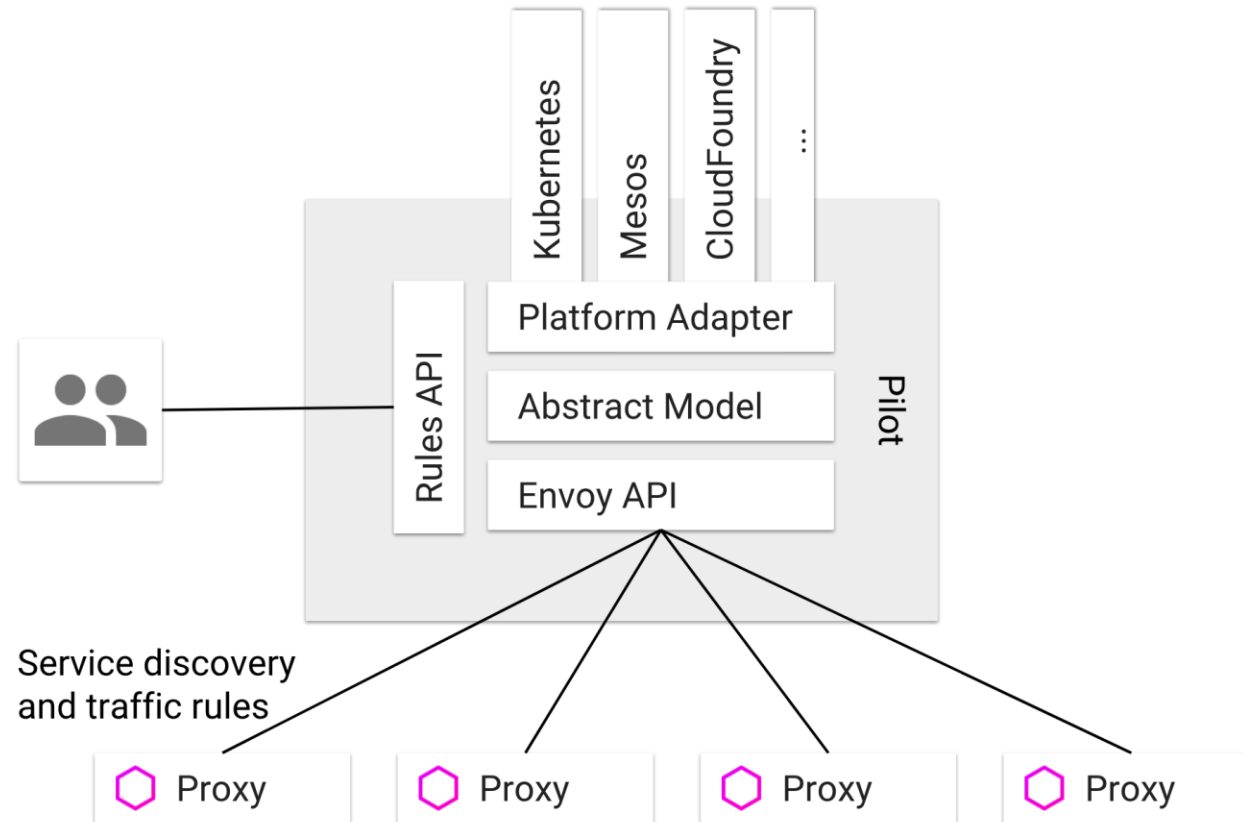 Kubernetes
Mesos
CloudFoundry
...
Platform Adapter
Rules API
Abstract Model
Pilot
Envoy API
Service discovery
and traffic rules
Proxy
Proxy
Proxy
Proxy